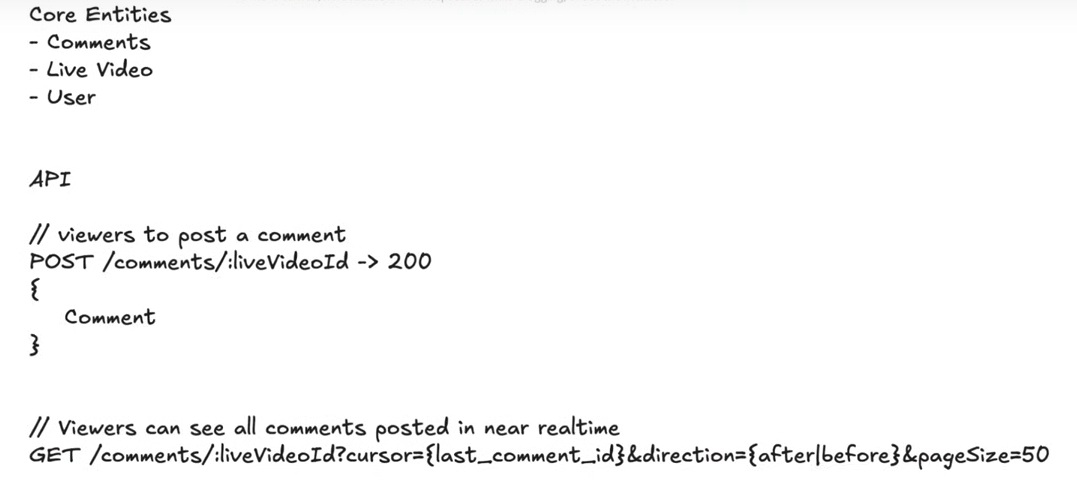 Core Entities
- Comments
- Live Video
- User
API
// viewers to post a comment
POST /comments/:liveVideoId -> 200
{
Comment
}
// Viewers can see all comments posted in near realtime
GET /comments/:liveVideoId?cursor={last_comment_id}&direction={after|before}&pageSize=50